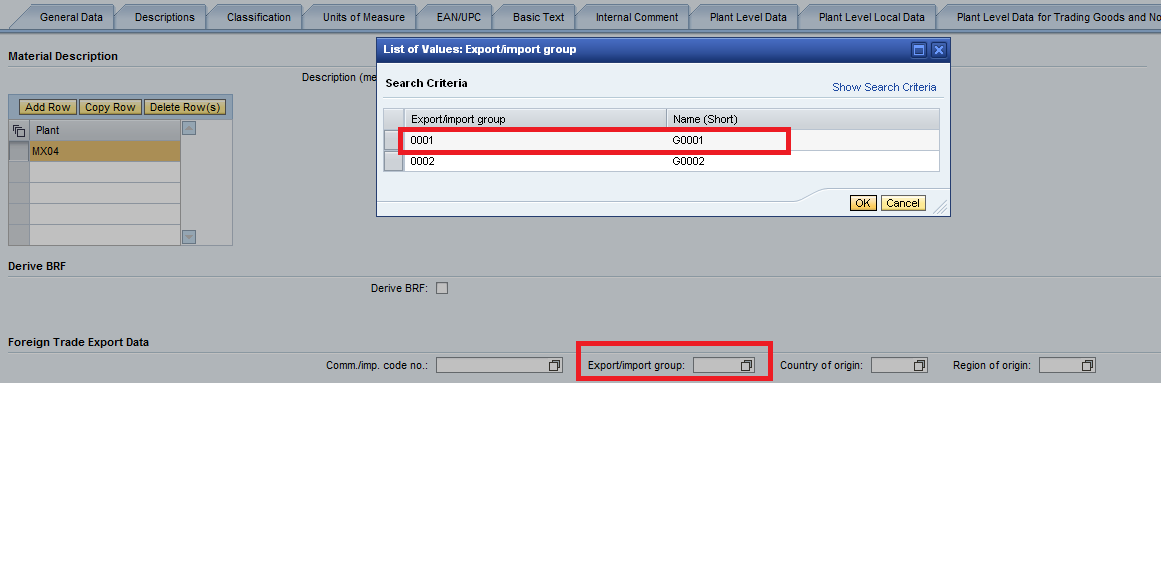 General Data Descriptions Classification Units of Measure EAN/UPC Basic Text Internal Comment Plant Level Data Plant Level Local Data Plant Level Data for Trading Goods and No
Material Description
Description (me
Add Row Copy Row Delete Row(s)
Plant
MX04
List of Values: Export/import group
Search Criteria
Show Search Criteria
Export/import group Name (Short)
0001 G0001
0002 G0002
OK Cancel
Derive BRF
Derive BRF:
Foreign Trade Export Data
Comm./imp. code no.: Export/import group: Country of origin: Region of origin: